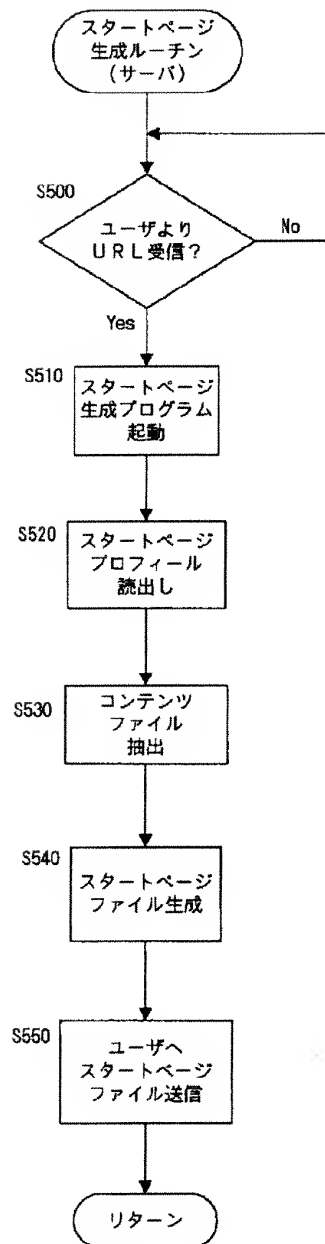 スタートページ
生成ルーチン
(サーバ)
S500
ユーザより
URL受信?
No
Yes
S510
スタートページ
生成プログラム
起動
S520
スタートページ
プロフィール
読出し
S530
コンテンツ
ファイル
抽出
S540
スタートページ
ファイル生成
S550
ユーザへ
スタートページ
ファイル送信
リターン